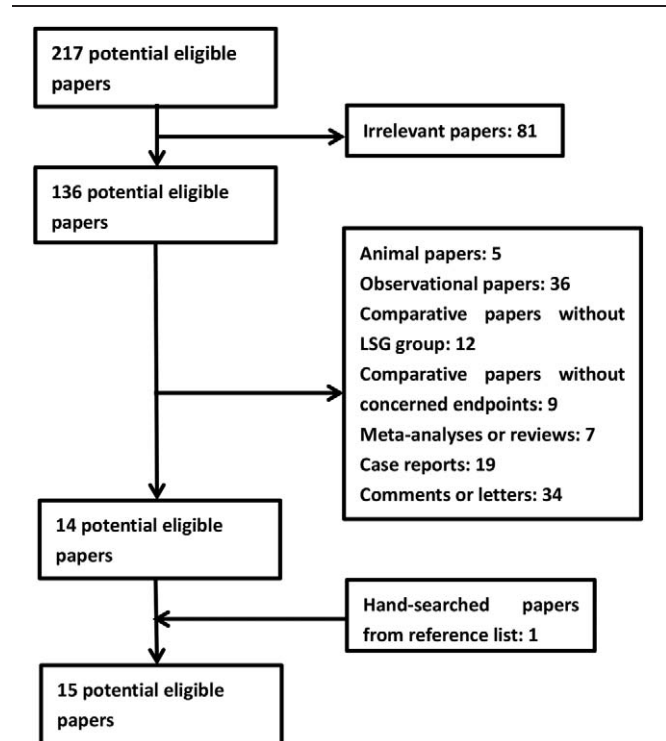 217 potential eligible
papers
Irrelevant papers: 81
136 potential eligible
papers
Animal papers: 5
Observational papers: 36
Comparative papers without
LSG group: 12
Comparative papers without
concerned endpoints: 9
Meta-analyses or reviews: 7
Case reports: 19
Comments or letters: 34
14 potential eligible
papers
Hand-searched papers
from reference list: 1
15 potential eligible
papers